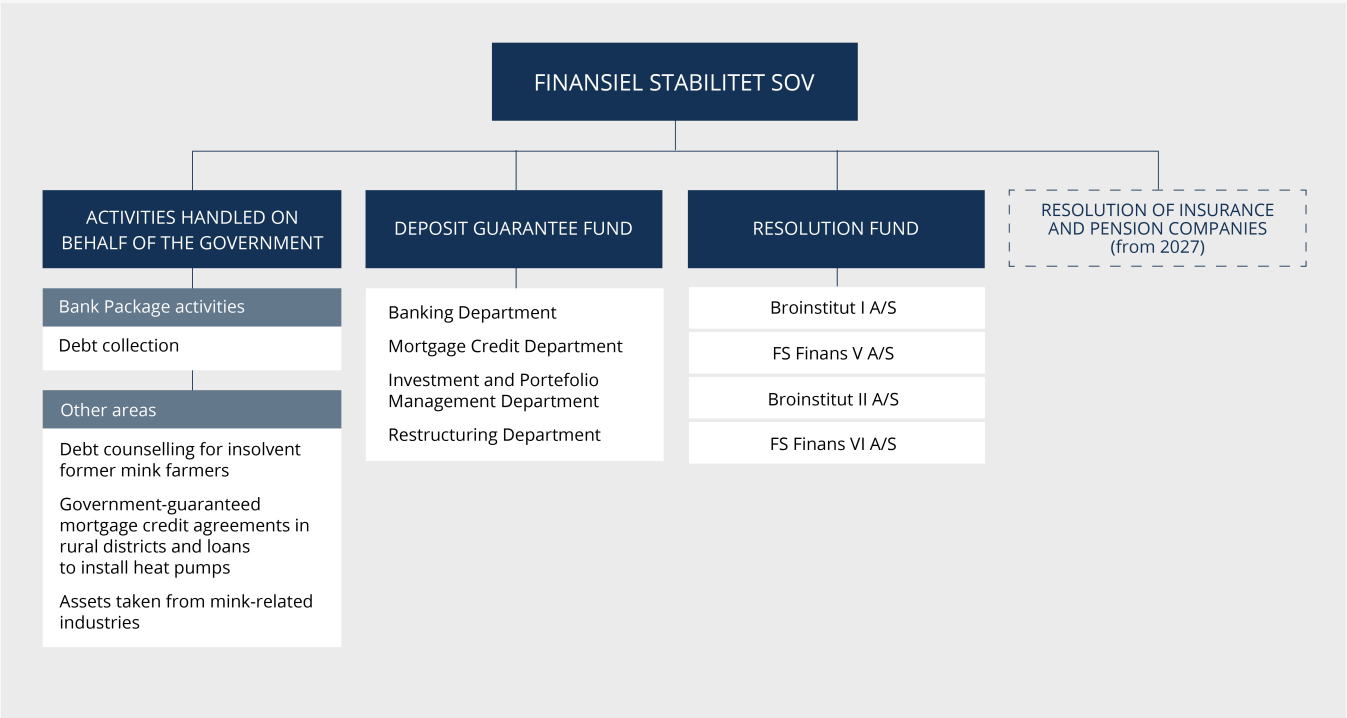 FINANSIEL STABILITET SOV
ACTIVITIES HANDLED ON
BEHALF OF THE GOVERNMENT
Bank Package activities
Debt collection
Other areas
Debt counselling for insolvent
former mink farmers
Government-guaranteed
mortgage credit agreements in
rural districts and loans
to install heat pumps
Assets taken from mink-related
industries
DEPOSIT GUARANTEE FUND
Banking Department
Mortgage Credit Department
Investment and Portefolio
Management Department
Restructuring Department
RESOLUTION FUND
Broinstitut I A/S
FS Finans V A/S
Broinstitut II A/S
FS Finans VI A/S
RESOLUTION OF INSURANCE
AND PENSION COMPANIES
(from 2027)